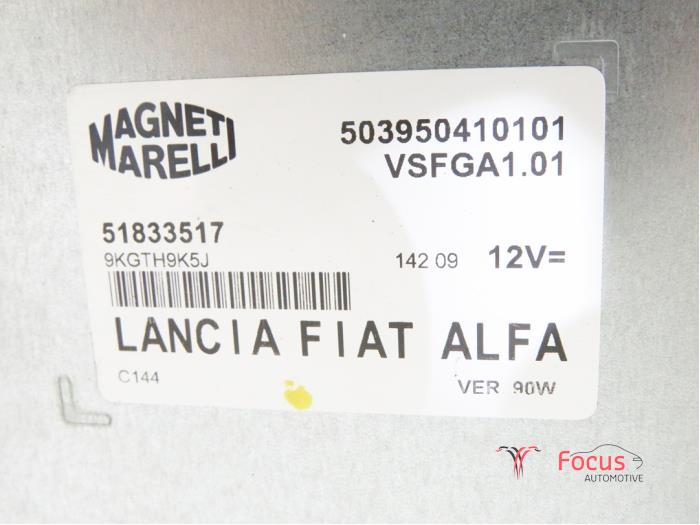 MAGNETI
MARELLI
503950410101
VSFGA1.01
51833517
9KGTH9K5J
142 09 12V=
LANCIA FIAT ALFA
C144
VER 90W
Focus
AUTOMOTIVE